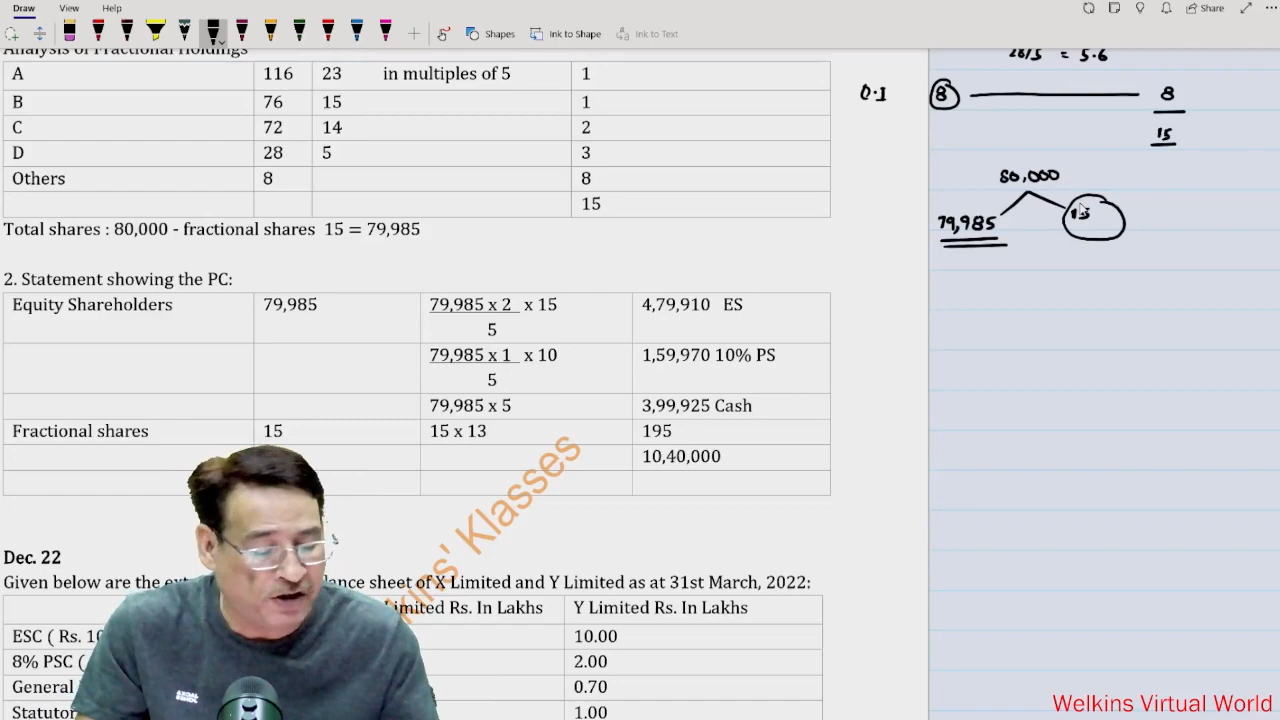 Draw View Help
Share
Shapes Ink to Shape Ink to Text
Analysis of Fractional Holdings
A 116 23 in multiples of 5 1
B 76 15 1
C 72 14 2
D 28 5 3
Others 8 8
15
Total shares : 80,000 - fractional shares 15 = 79,985
2. Statement showing the PC:
Equity Shareholders 79,985 79,985 x 2 x 15 4,79,910 ES
5
79,985 x 1 x 10 1,59,970 10% PS
5
79,985 x 5 3,99,925 Cash
Fractional shares 15 15 x 13 195
10,40,000
Dec. 22
Given below are the lance sheet of X Limited and Y Limited as at 31st March, 2022:
imited Rs. In Lakhs Y Limited Rs. In Lakhs
ESC ( Rs. 10 10.00
8% PSC ( 2.00
General 0.70
Statutor 1.00
Welkins' Klasses
28/5 = 5.6
8 8
15
80,000
79,985 15
Welkins Virtual World